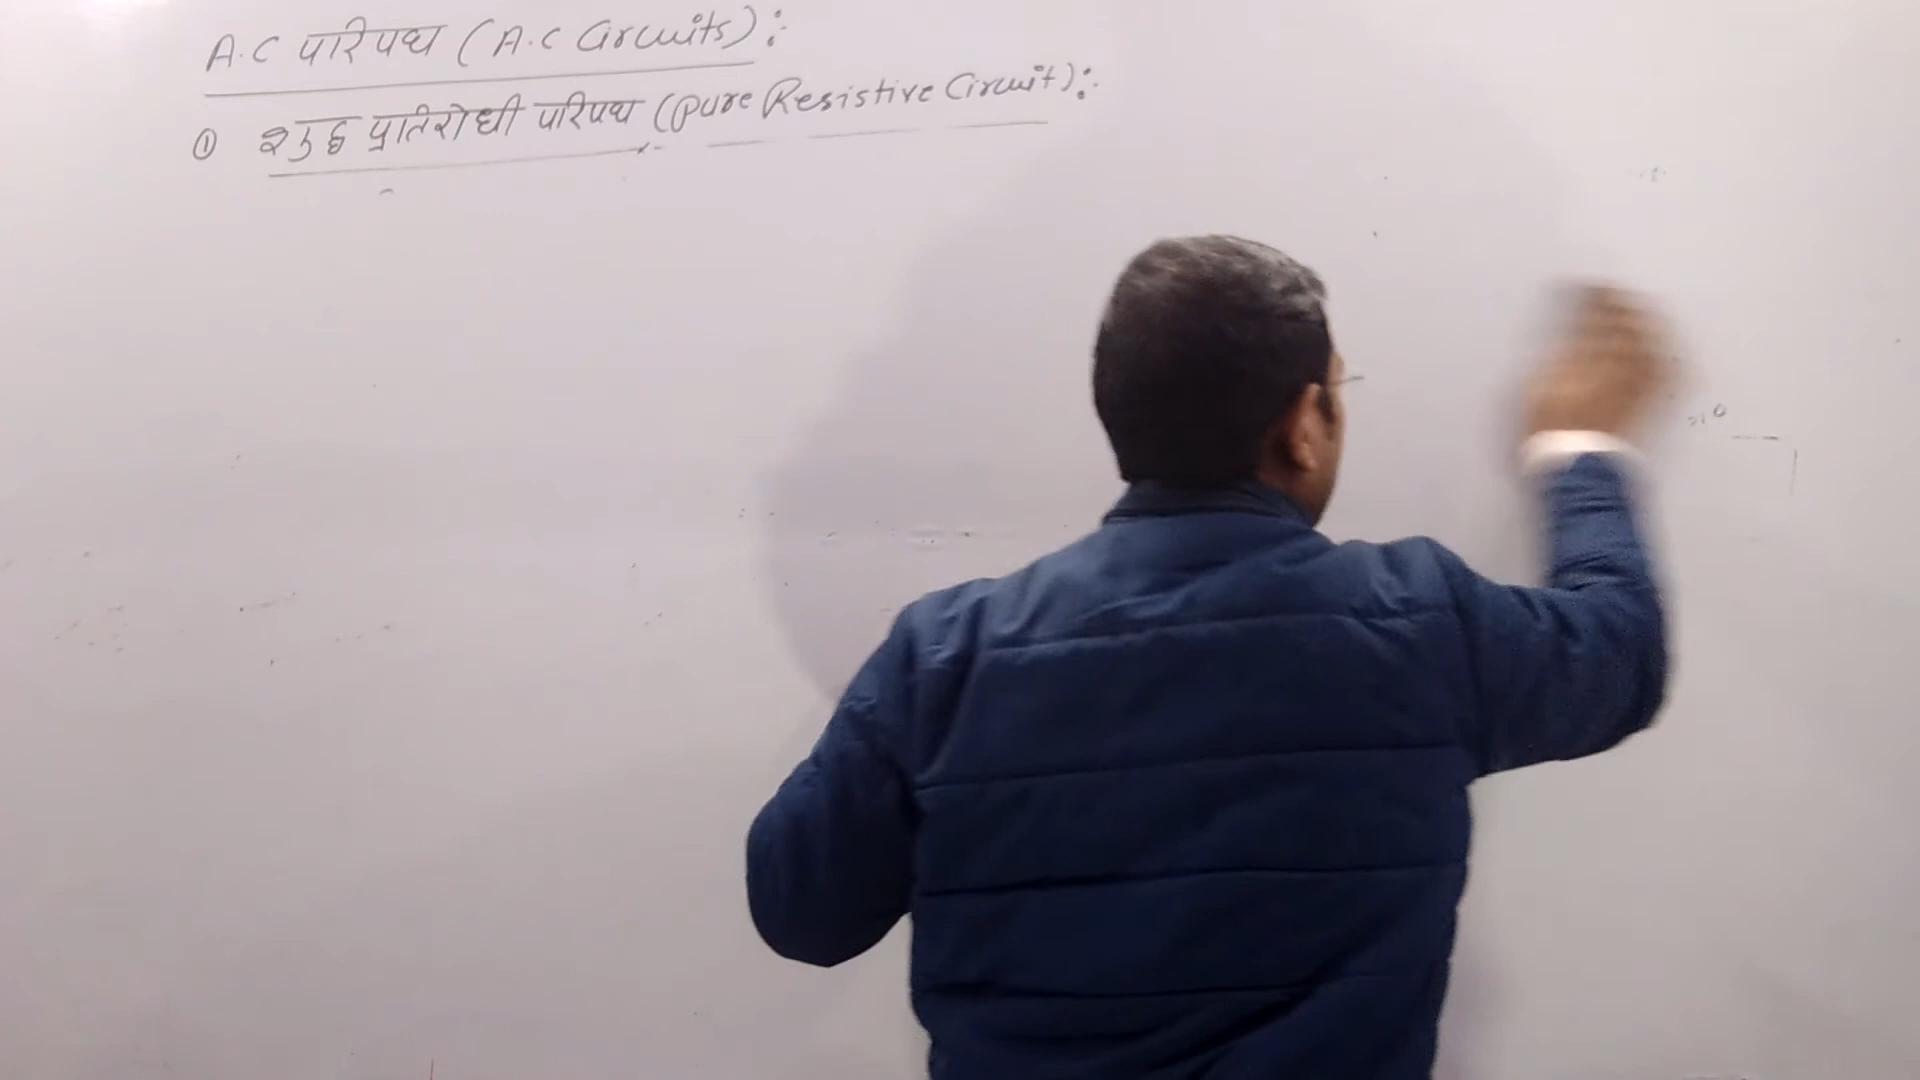 A.C परिपथ (A.C Circuits):
① शुद्ध प्रतिरोधी परिपथ (Pure Resistive Circuit):